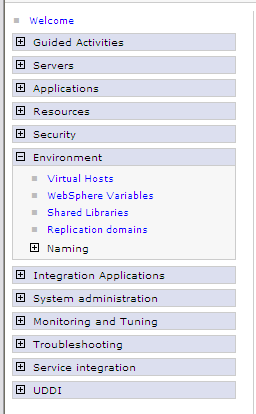 Welcome
Guided Activities
Servers
Applications
Resources
Security
Environment
Virtual Hosts
WebSphere Variables
Shared Libraries
Replication domains
Naming
Integration Applications
System administration
Monitoring and Tuning
Troubleshooting
Service integration
UDDI